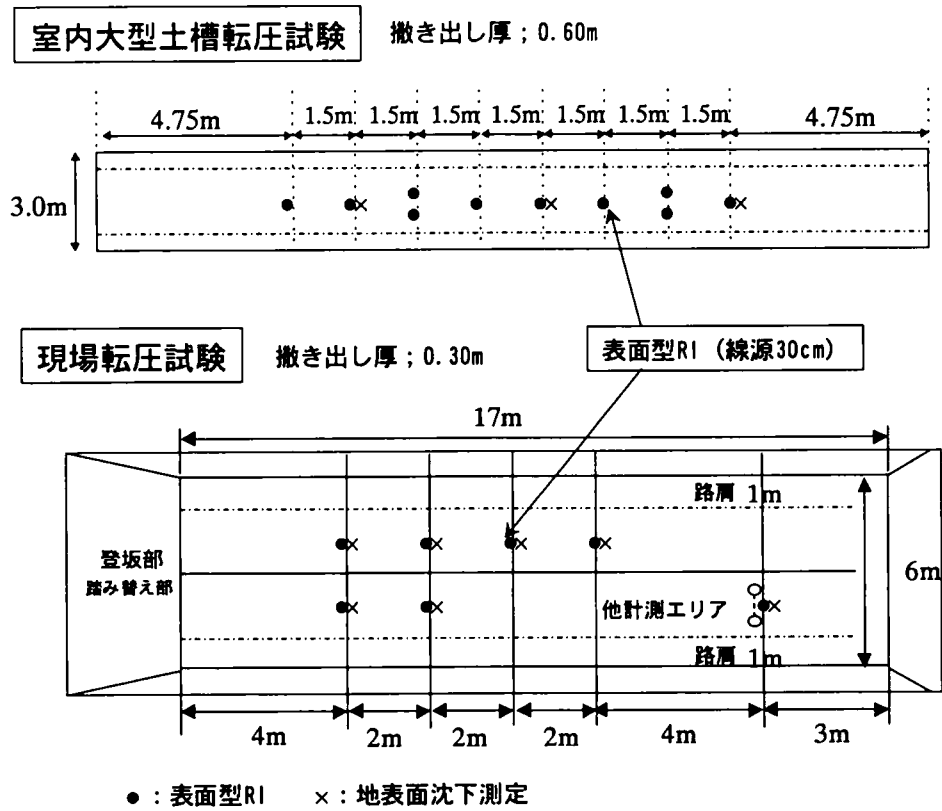 室内大型土槽転圧試験 撒き出し厚；0.60m
4.75m 1.5m 1.5m 1.5m 1.5m 1.5m 1.5m 1.5m 4.75m
3.0m
現場転圧試験 撒き出し厚；0.30m
表面型RI（線源30cm）
17m
路肩 1m
登坂部
踏み替え部
6m
他計測エリア
路肩 1m
4m 2m 2m 2m 4m 3m
●：表面型RI ×：地表面沈下測定